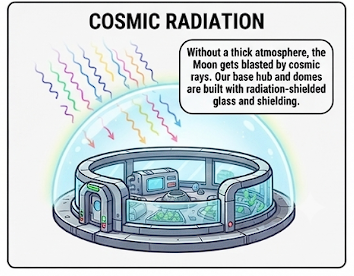 COSMIC RADIATION
Without a thick atmosphere, the
Moon gets blasted by cosmic
rays. Our base hub and domes
are built with radiation-shielded
glass and shielding.